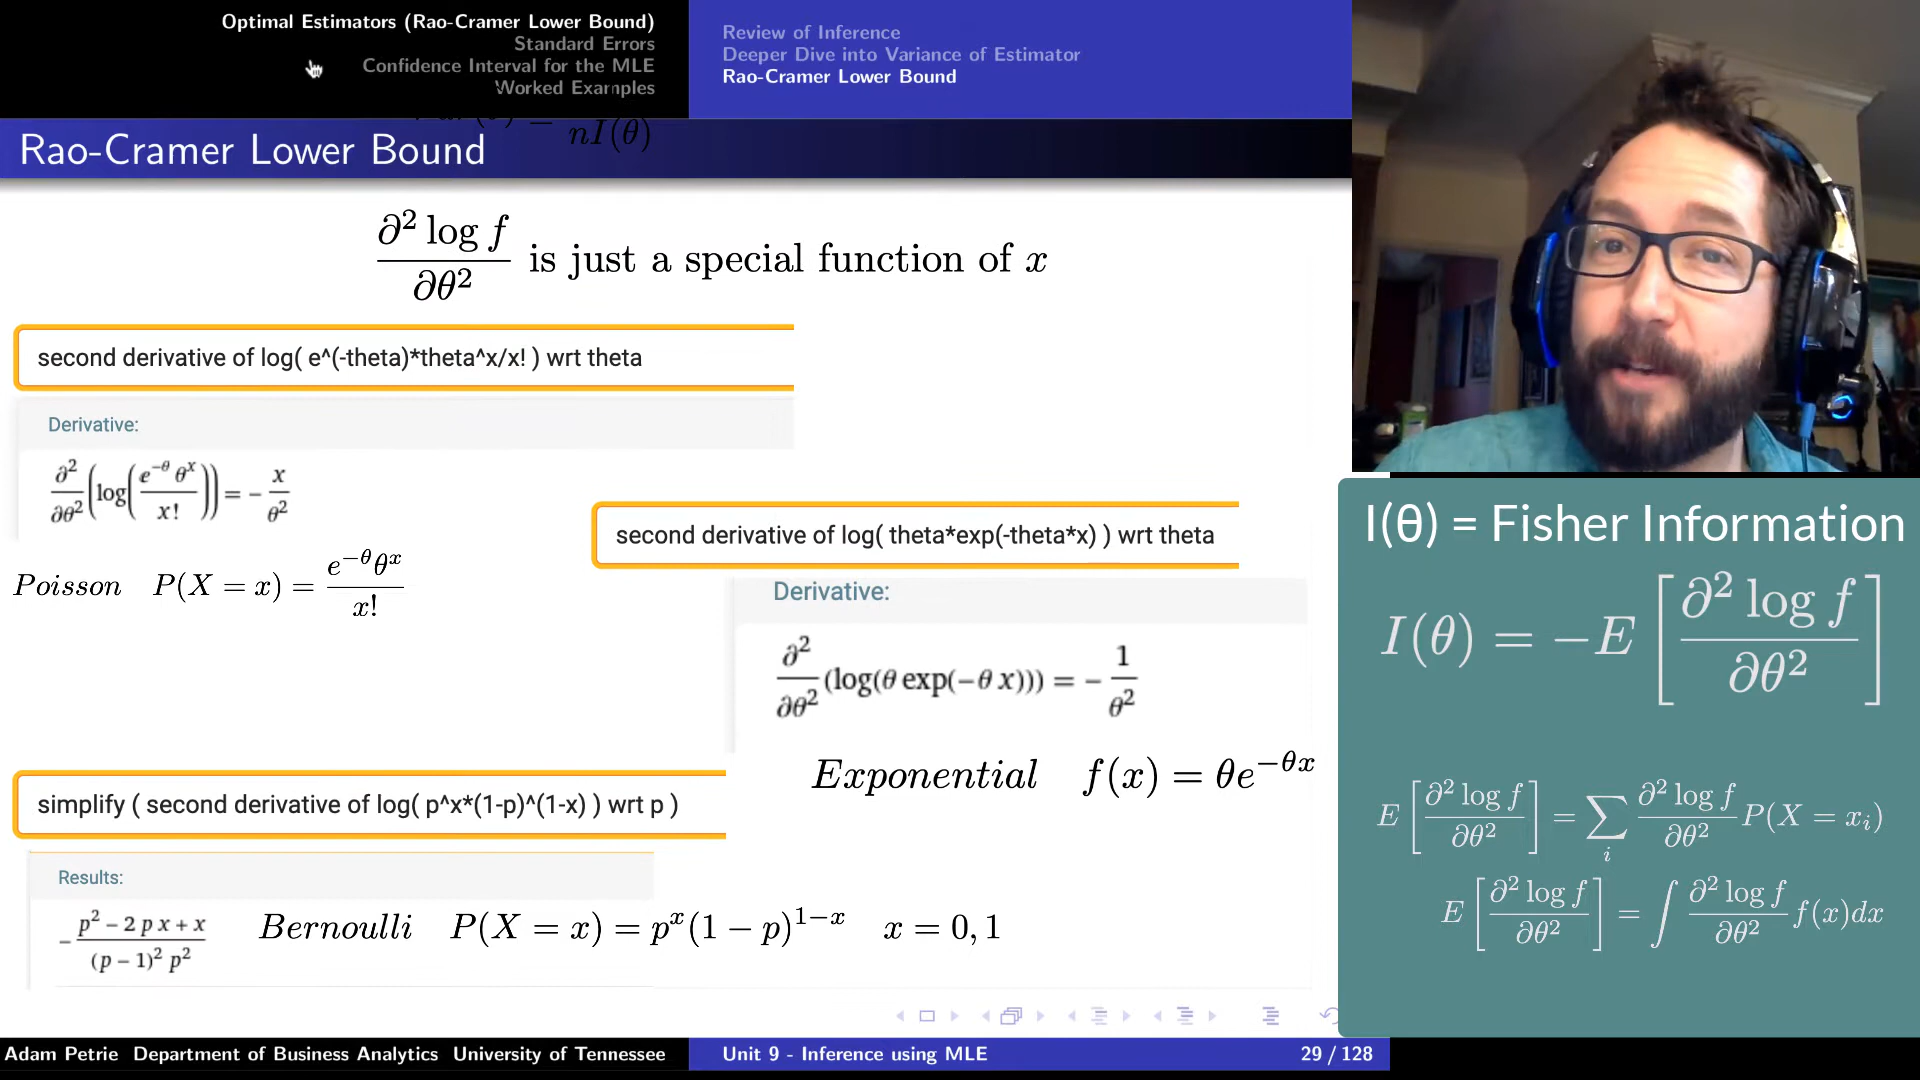 Optimal Estimators (Rao-Cramer Lower Bound)
Standard Errors
Confidence Interval for the MLE
Worked Examples
Review of Inference
Deeper Dive into Variance of Estimator
Rao-Cramer Lower Bound
nI(θ)
Rao-Cramer Lower Bound
∂² log f / ∂θ² is just a special function of x
second derivative of log( e^(-theta)*theta^x/x! ) wrt theta
Derivative:
∂²/∂θ² (log(e^−θ θ^x / x!)) = − x/θ²
Poisson P(X = x) = e^−θ θ^x / x!
second derivative of log( theta*exp(-theta*x) ) wrt theta
Derivative:
∂²/∂θ² (log(θ exp(−θ x))) = − 1/θ²
Exponential f(x) = θe^−θx
simplify ( second derivative of log( p^x*(1-p)^(1-x) ) wrt p )
Results:
− (p² − 2 p x + x) / ((p − 1)² p²)
Bernoulli P(X = x) = p^x(1 − p)^1−x x = 0, 1
I(θ) = Fisher Information
I(θ) = −E [∂² log f / ∂θ²]
E [∂² log f / ∂θ²] = ∑i ∂² log f / ∂θ² P(X = xi)
E [∂² log f / ∂θ²] = ∫ ∂² log f / ∂θ² f(x)dx
Adam Petrie Department of Business Analytics University of Tennessee
Unit 9 - Inference using MLE
29 / 128